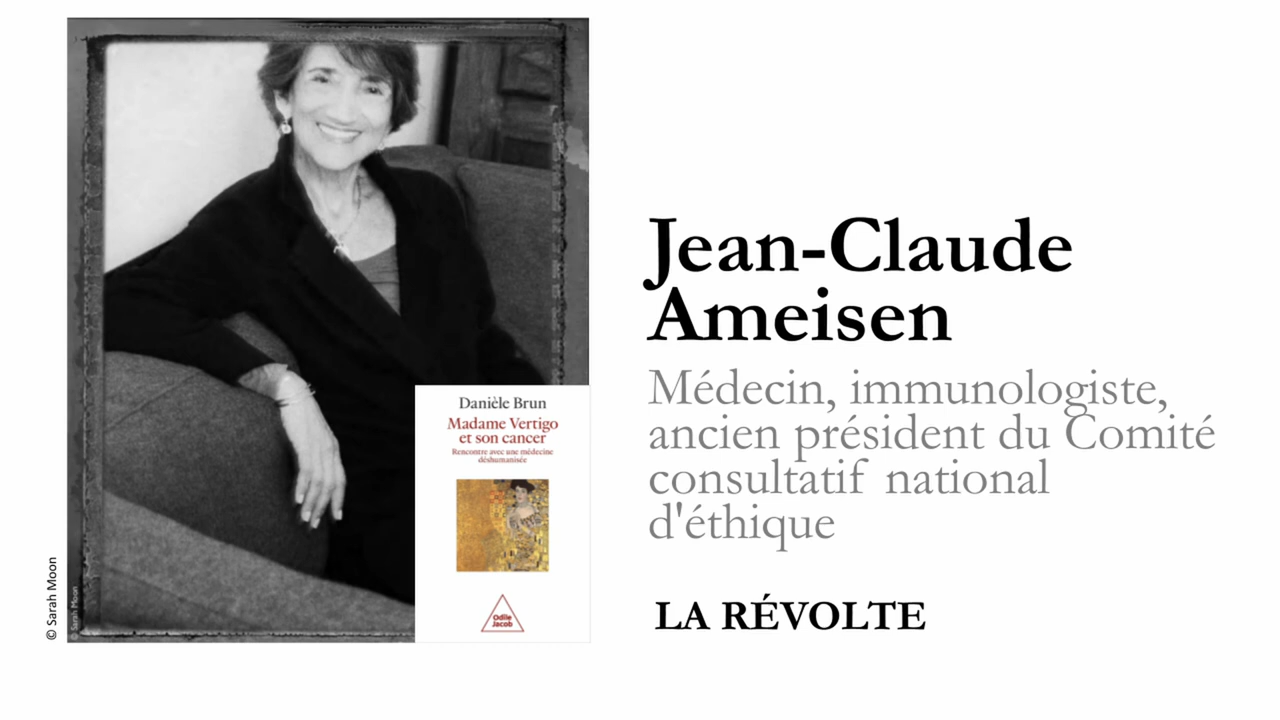 © Sarah Moon
© Sarah Moon
Danièle Brun
Madame Vertigo
et son cancer
Rencontre avec une médecine
déshumanisée
Odile
Jacob
Jean-Claude
Ameisen
Médecin, immunologiste,
ancien président du Comité
consultatif national
d'éthique
LA RÉVOLTE